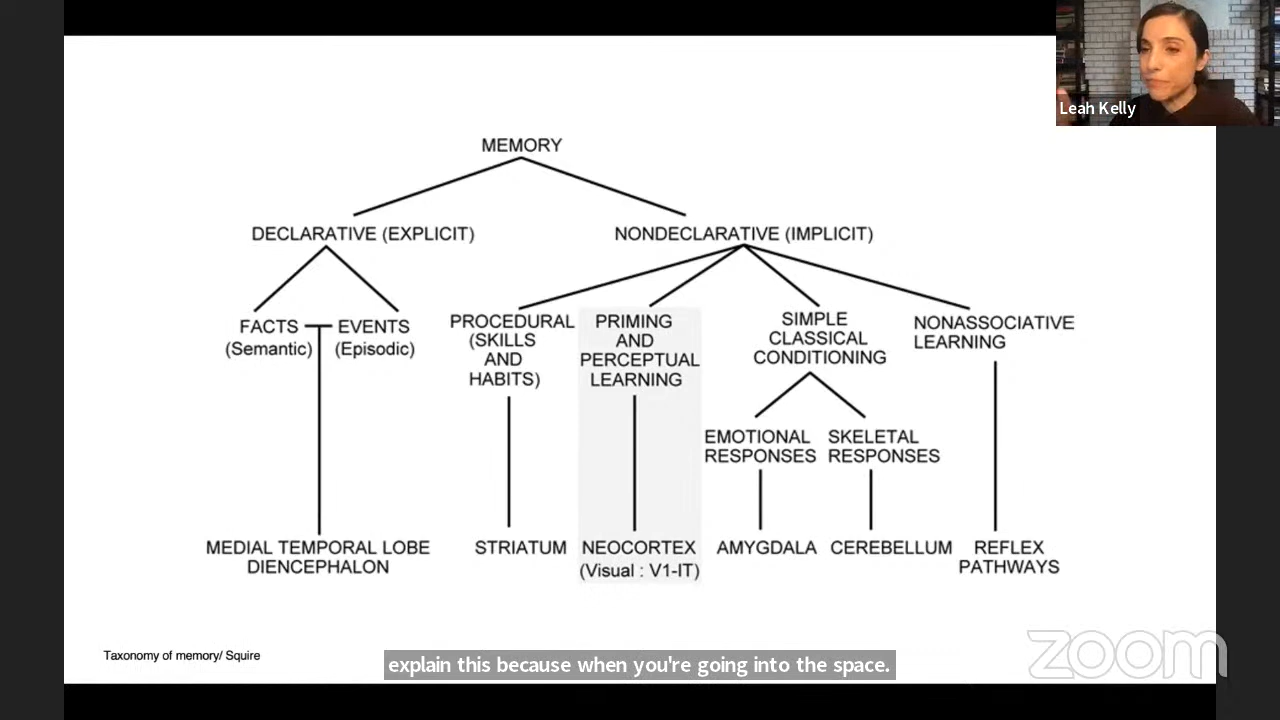 Leah Kelly
MEMORY
DECLARATIVE (EXPLICIT)
NONDECLARATIVE (IMPLICIT)
FACTS
(Semantic)
EVENTS
(Episodic)
PROCEDURAL
(SKILLS
AND
HABITS)
PRIMING
AND
PERCEPTUAL
LEARNING
SIMPLE
CLASSICAL
CONDITIONING
NONASSOCIATIVE
LEARNING
EMOTIONAL
RESPONSES
SKELETAL
RESPONSES
MEDIAL TEMPORAL LOBE
DIENCEPHALON
STRIATUM
NEOCORTEX
(Visual : V1-IT)
AMYGDALA
CEREBELLUM
REFLEX
PATHWAYS
Taxonomy of memory/ Squire
explain this because when you're going into the space.
zoom